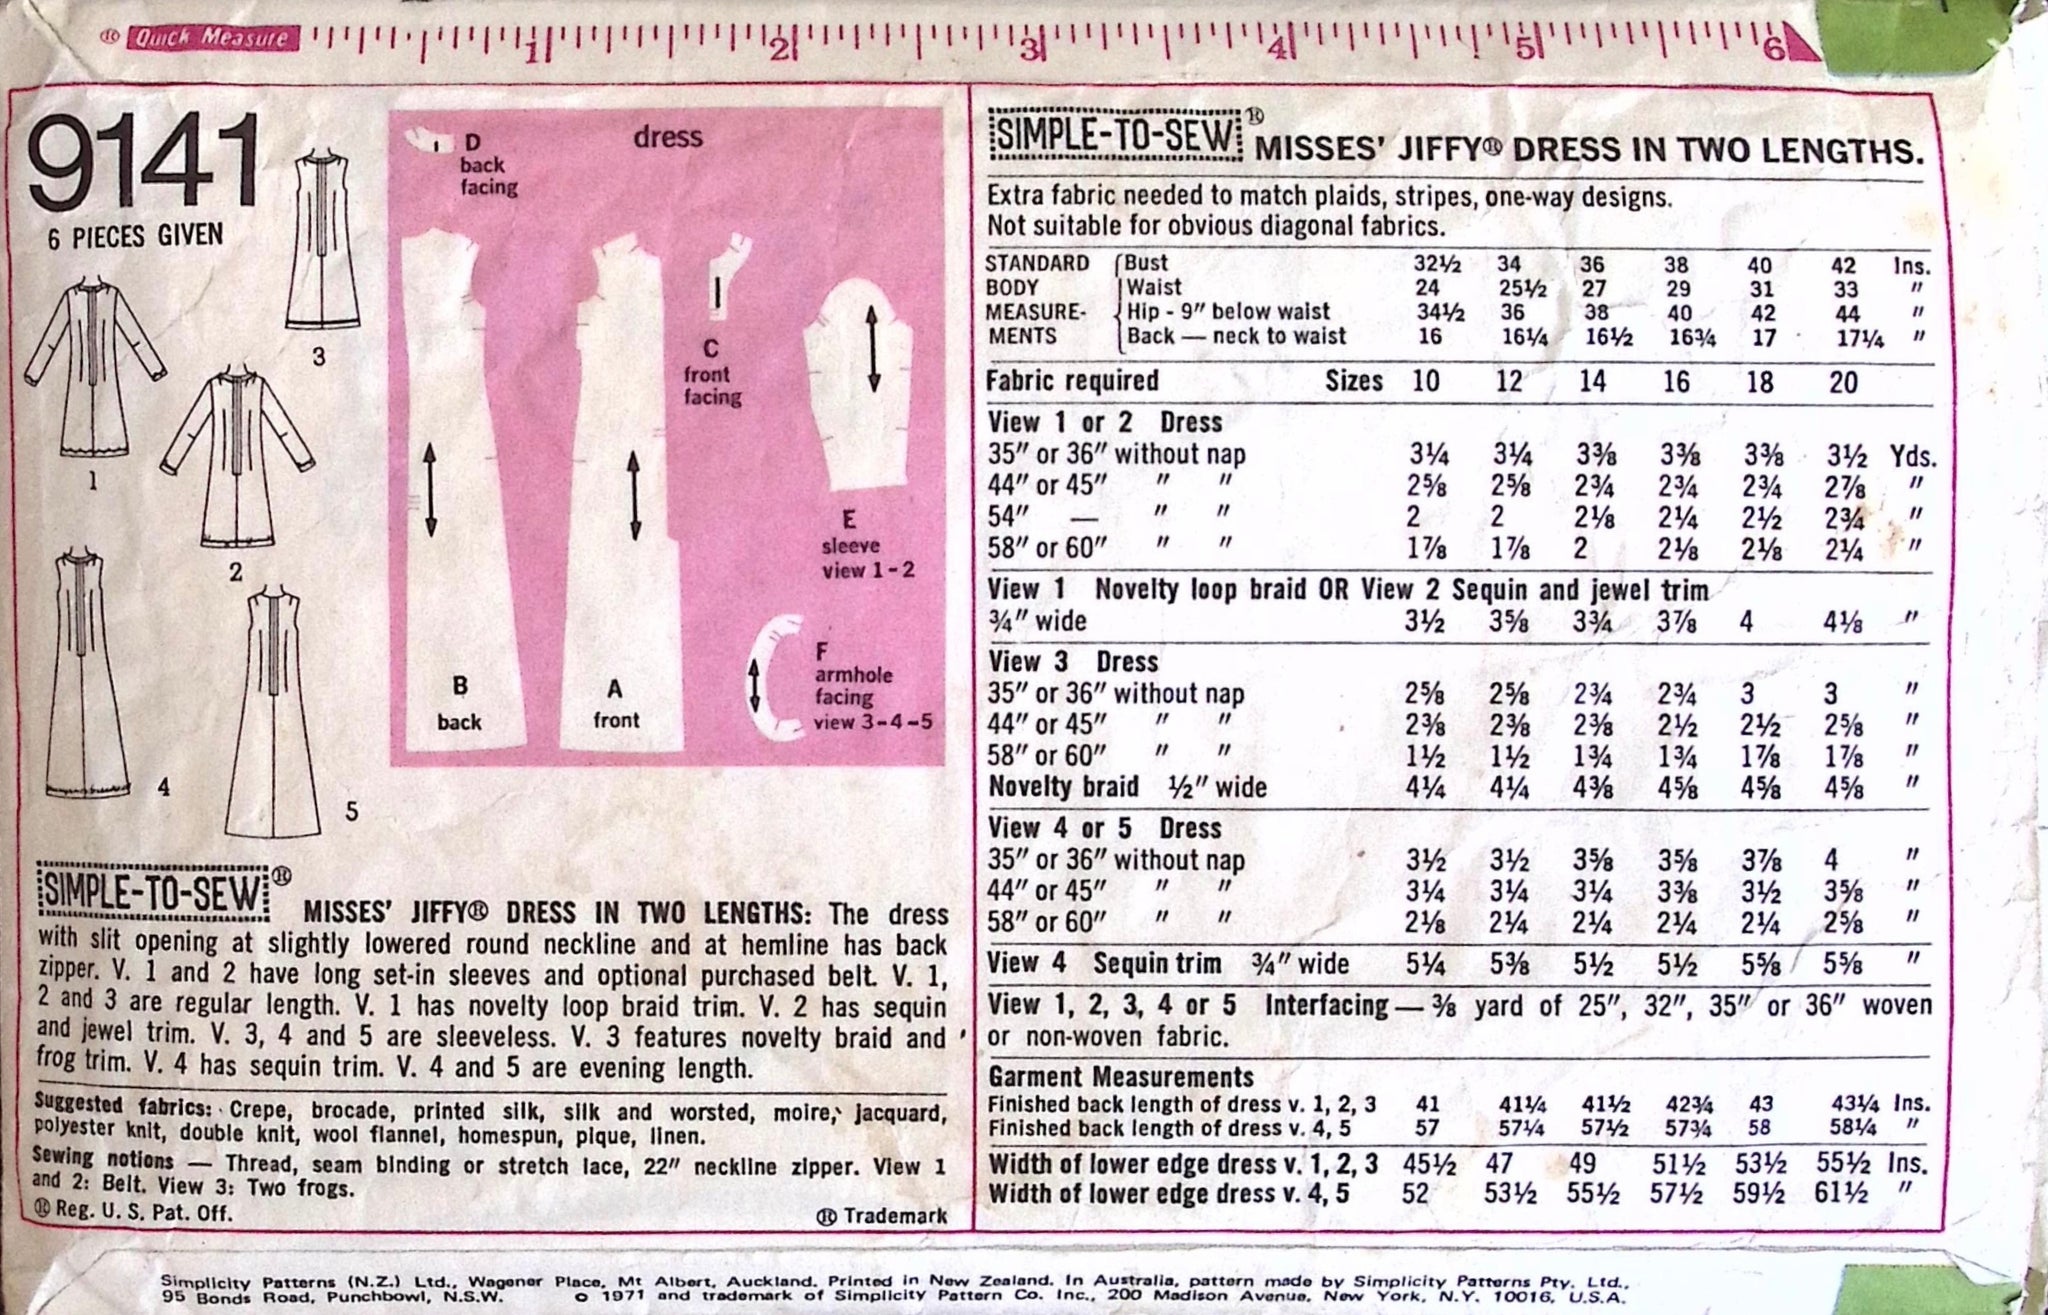 ® Quick Measure 1 2 3 4 5 6
9141
6 PIECES GIVEN
3
1
2
4
5
dress
D
back
facing
C
front
facing
E
sleeve
view 1-2
B
back
A
front
F
armhole
facing
view 3-4-5
SIMPLE-TO-SEW® MISSES' JIFFY® DRESS IN TWO LENGTHS: The dress
with slit opening at slightly lowered round neckline and at hemline has back
zipper. V. 1 and 2 have long set-in sleeves and optional purchased belt. V. 1,
2 and 3 are regular length. V. 1 has novelty loop braid trim. V. 2 has sequin
and jewel trim. V. 3, 4 and 5 are sleeveless. V. 3 features novelty braid and
frog trim. V. 4 has sequin trim. V. 4 and 5 are evening length.
Suggested fabrics: Crepe, brocade, printed silk, silk and worsted, moire, jacquard,
polyester knit, double knit, wool flannel, homespun, pique, linen.
Sewing notions — Thread, seam binding or stretch lace, 22" neckline zipper. View 1
and 2: Belt. View 3: Two frogs.
® Reg. U. S. Pat. Off. ® Trademark
SIMPLE-TO-SEW® MISSES' JIFFY® DRESS IN TWO LENGTHS.
Extra fabric needed to match plaids, stripes, one-way designs.
Not suitable for obvious diagonal fabrics.
STANDARD Bust 32½ 34 36 38 40 42 Ins.
BODY Waist 24 25½ 27 29 31 33 "
MEASURE- Hip - 9" below waist 34½ 36 38 40 42 44 "
MENTS Back — neck to waist 16 16¼ 16½ 16¾ 17 17¼ "
Fabric required Sizes 10 12 14 16 18 20
View 1 or 2 Dress
35" or 36" without nap 3¼ 3¼ 3⅜ 3⅜ 3⅜ 3½ Yds.
44" or 45" " " 2⅝ 2⅝ 2¾ 2¾ 2¾ 2⅞ "
54" — " " 2 2 2⅛ 2¼ 2½ 2¾ "
58" or 60" " " 1⅞ 1⅞ 2 2⅛ 2⅛ 2¼ "
View 1 Novelty loop braid OR View 2 Sequin and jewel trim
¾" wide 3½ 3⅝ 3¾ 3⅞ 4 4⅛ "
View 3 Dress
35" or 36" without nap 2⅝ 2⅝ 2¾ 2¾ 3 3 "
44" or 45" " " 2⅜ 2⅜ 2⅜ 2½ 2½ 2⅝ "
58" or 60" " " 1½ 1½ 1¾ 1¾ 1⅞ 1⅞ "
Novelty braid ½" wide 4¼ 4¼ 4⅜ 4⅝ 4⅝ 4⅝ "
View 4 or 5 Dress
35" or 36" without nap 3½ 3½ 3⅝ 3⅝ 3⅞ 4 "
44" or 45" " " 3¼ 3¼ 3¼ 3⅜ 3½ 3⅝ "
58" or 60" " " 2⅛ 2¼ 2¼ 2¼ 2¼ 2⅝ "
View 4 Sequin trim ¾" wide 5¼ 5⅜ 5½ 5½ 5⅝ 5⅝ "
View 1, 2, 3, 4 or 5 Interfacing — ⅜ yard of 25", 32", 35" or 36" woven
or non-woven fabric.
Garment Measurements
Finished back length of dress v. 1, 2, 3 41 41¼ 41½ 42¾ 43 43¼ Ins.
Finished back length of dress v. 4, 5 57 57¼ 57½ 57¾ 58 58¼ "
Width of lower edge dress v. 1, 2, 3 45½ 47 49 51½ 53½ 55½ Ins.
Width of lower edge dress v. 4, 5 52 53½ 55½ 57½ 59½ 61½ "
Simplicity Patterns (N.Z.) Ltd., Wagener Place, Mt Albert, Auckland. Printed in New Zealand. In Australia, pattern made by Simplicity Patterns Pty. Ltd.,
95 Bonds Road, Punchbowl, N.S.W. © 1971 and trademark of Simplicity Pattern Co. Inc., 200 Madison Avenue, New York, N.Y. 10016, U.S.A.